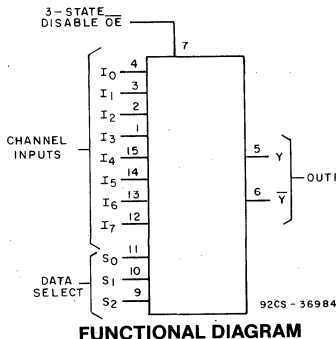 3-STATE
DISABLE OE
7
I0 4
I1 3
I2 2
I3 1
I4 15
I5 14
I6 13
I7 12
CHANNEL
INPUTS
5 Y
6 Y
S0 11
S1 10
S2 9
DATA
SELECT
92CS-36984
FUNCTIONAL DIAGRAM